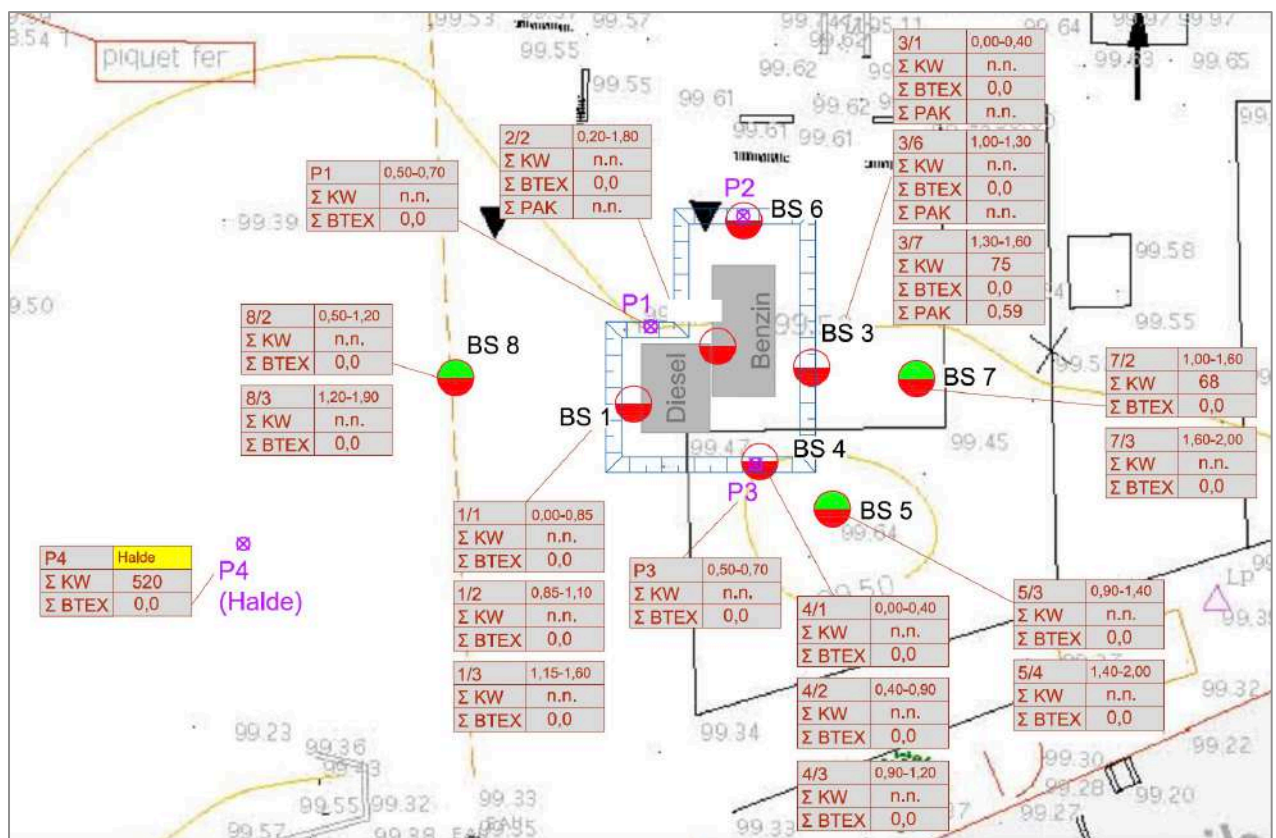 99.53
99.57
99.55
99.55
piquet fer
99.62
99.64
99.63
99.65
99.62
99.61
99.62
99.61
99.61
3/1 0,00-0,40
Σ KW n.n.
Σ BTEX 0,0
Σ PAK n.n.
3/6 1,00-1,30
Σ KW n.n.
Σ BTEX 0,0
Σ PAK n.n.
3/7 1,30-1,60
Σ KW 75
Σ BTEX 0,0
Σ PAK 0,59
2/2 0,20-1,80
Σ KW n.n.
Σ BTEX 0,0
Σ PAK n.n.
P1 0,50-0,70
Σ KW n.n.
Σ BTEX 0,0
P2
BS 6
99.39
99.58
99.55
P1
Benzin
Diesel
BS 3
BS 8
BS 7
BS 1
BS 4
99.47
99.45
P3
BS 5
99.64
99.50
8/2 0,50-1,20
Σ KW n.n.
Σ BTEX 0,0
8/3 1,20-1,90
Σ KW n.n.
Σ BTEX 0,0
7/2 1,00-1,60
Σ KW 68
Σ BTEX 0,0
7/3 1,60-2,00
Σ KW n.n.
Σ BTEX 0,0
1/1 0,00-0,85
Σ KW n.n.
Σ BTEX 0,0
1/2 0,85-1,10
Σ KW n.n.
Σ BTEX 0,0
1/3 1,15-1,60
Σ KW n.n.
Σ BTEX 0,0
P4 Halde
Σ KW 520
Σ BTEX 0,0
P4
(Halde)
P3 0,50-0,70
Σ KW n.n.
Σ BTEX 0,0
4/1 0,00-0,40
Σ KW n.n.
Σ BTEX 0,0
4/2 0,40-0,90
Σ KW n.n.
Σ BTEX 0,0
4/3 0,90-1,20
Σ KW n.n.
Σ BTEX 0,0
5/3 0,90-1,40
Σ KW n.n.
Σ BTEX 0,0
5/4 1,40-2,00
Σ KW n.n.
Σ BTEX 0,0
Lp
99.32
99.22
99.20
99.34
99.30
99.28
99.27
99.33
99.23
99.36
99.55
99.32
99.33
99.57
99.38